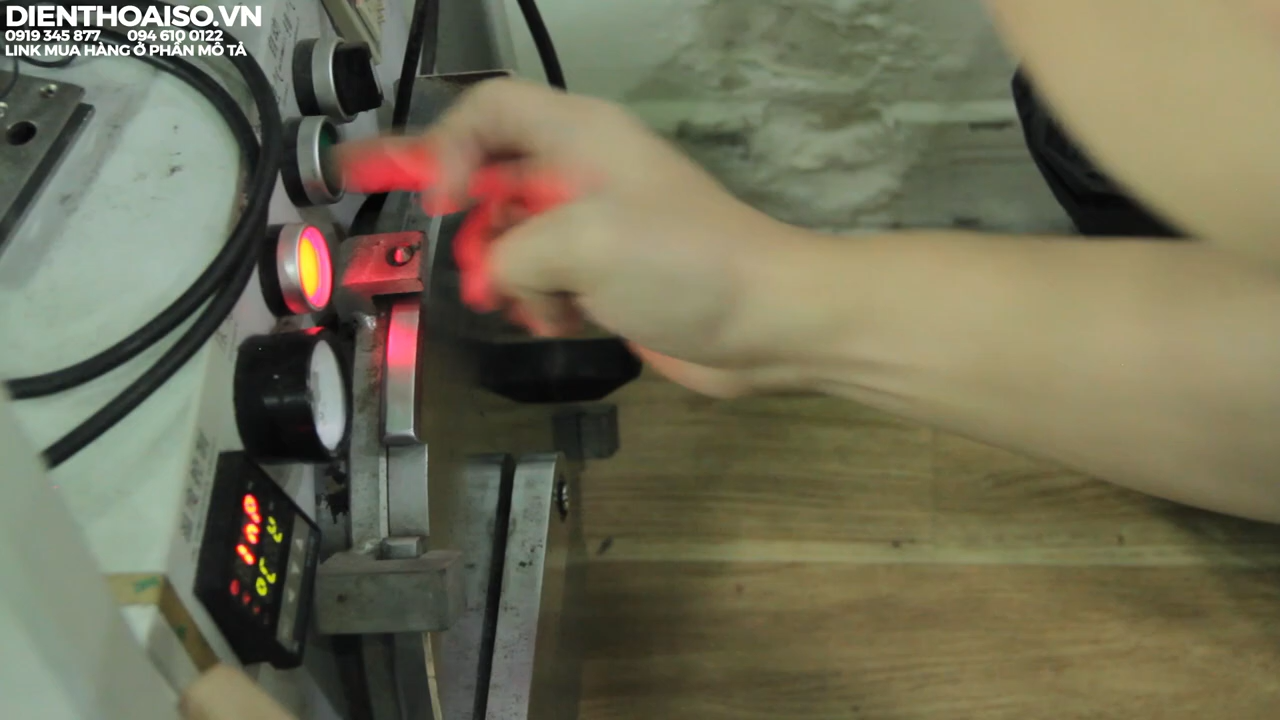 DIENTHOAISO.VN
0919 345 877 094 610 0122
LINK MUA HÀNG Ở PHẦN MÔ TẢ